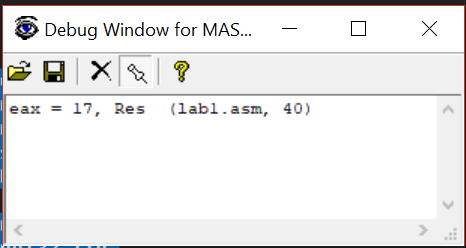 Debug Window for MAS...
eax = 17, Res  (lab1.asm, 40)